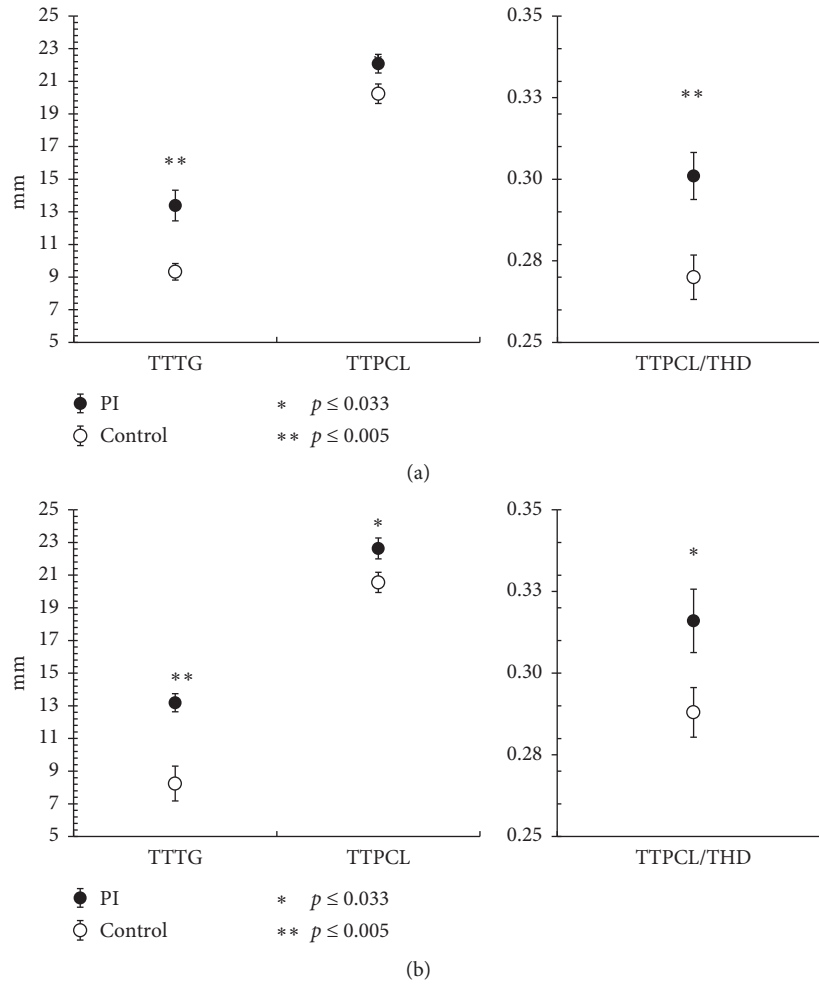 25
23
21
19
17
15
13
11
9
7
5
mm
**
TTTG
TTPCL
0.35
0.33
0.30
0.28
0.25
**
TTPCL/THD
PI
* p ≤ 0.033
Control
** p ≤ 0.005
(a)
25
23
21
19
17
15
13
11
9
7
5
mm
**
*
TTTG
TTPCL
0.35
0.33
0.30
0.28
0.25
*
TTPCL/THD
PI
* p ≤ 0.033
Control
** p ≤ 0.005
(b)